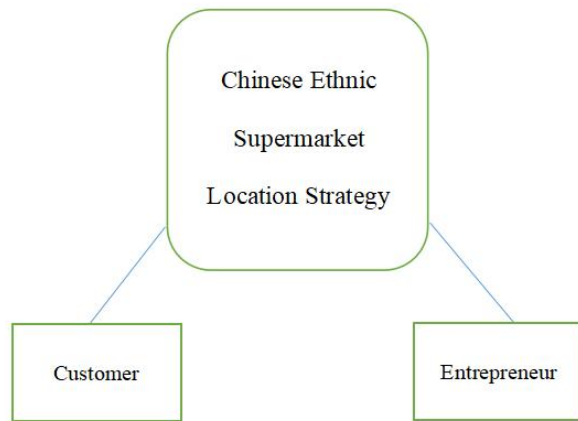 Chinese Ethnic
Supermarket
Location Strategy
Customer
Entrepreneur